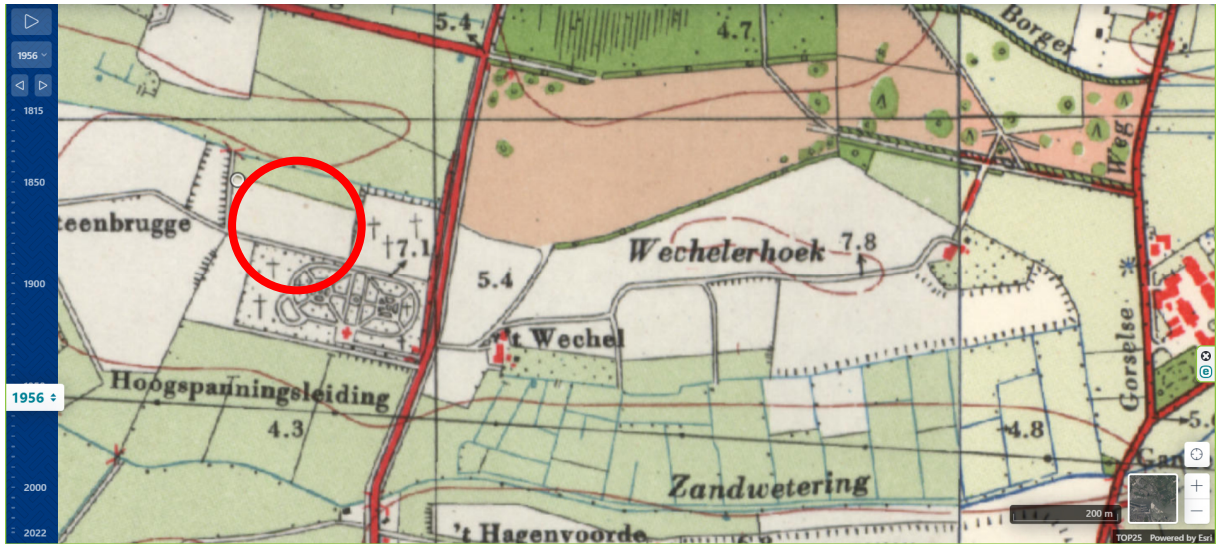 1956
1815
1850
1900
1956
2000
2022
5.4
4.7
Borger
Weg
teenbrugge
7.1
5.4
Wechelerhoek
7.8
't Wechel
Gorselse
Hoogspanningsleiding
4.3
4.8
Zandwetering
't Hagenvoorde
200 m
TOP25 Powered by Esri